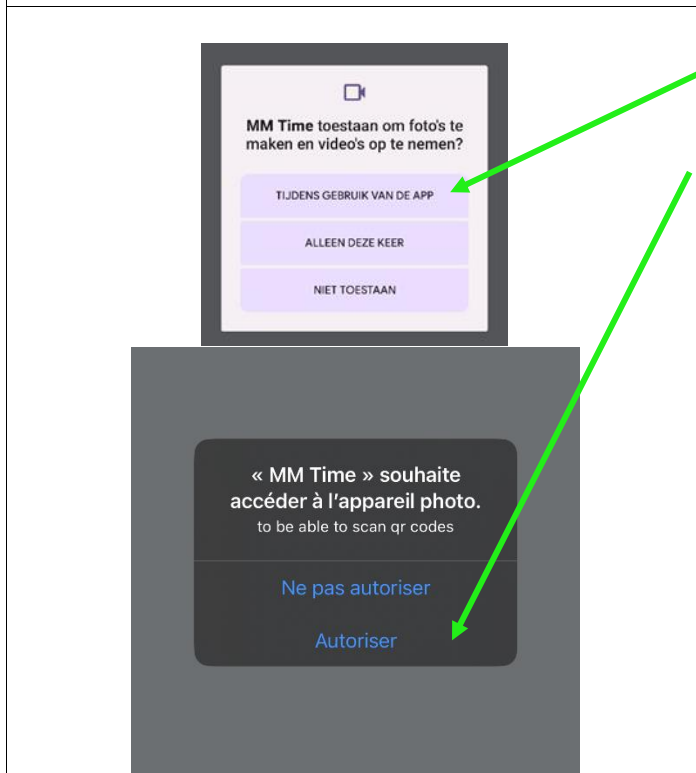 MM Time toestaan om foto's te
maken en video's op te nemen?
TIJDENS GEBRUIK VAN DE APP
ALLEEN DEZE KEER
NIET TOESTAAN
« MM Time » souhaite
accéder à l'appareil photo.
to be able to scan qr codes
Ne pas autoriser
Autoriser